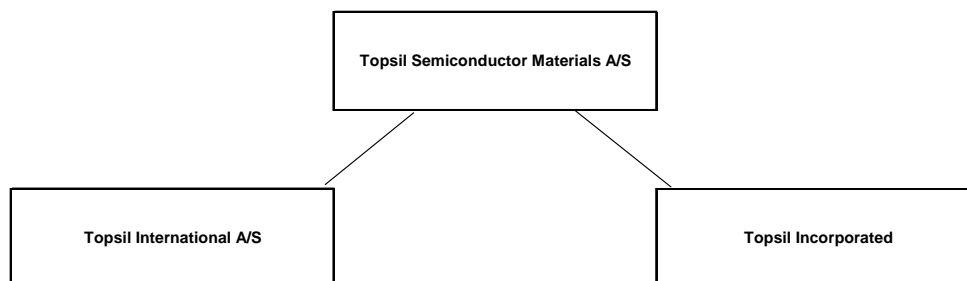 Topsil Semiconductor Materials A/S
Topsil International A/S
Topsil Incorporated